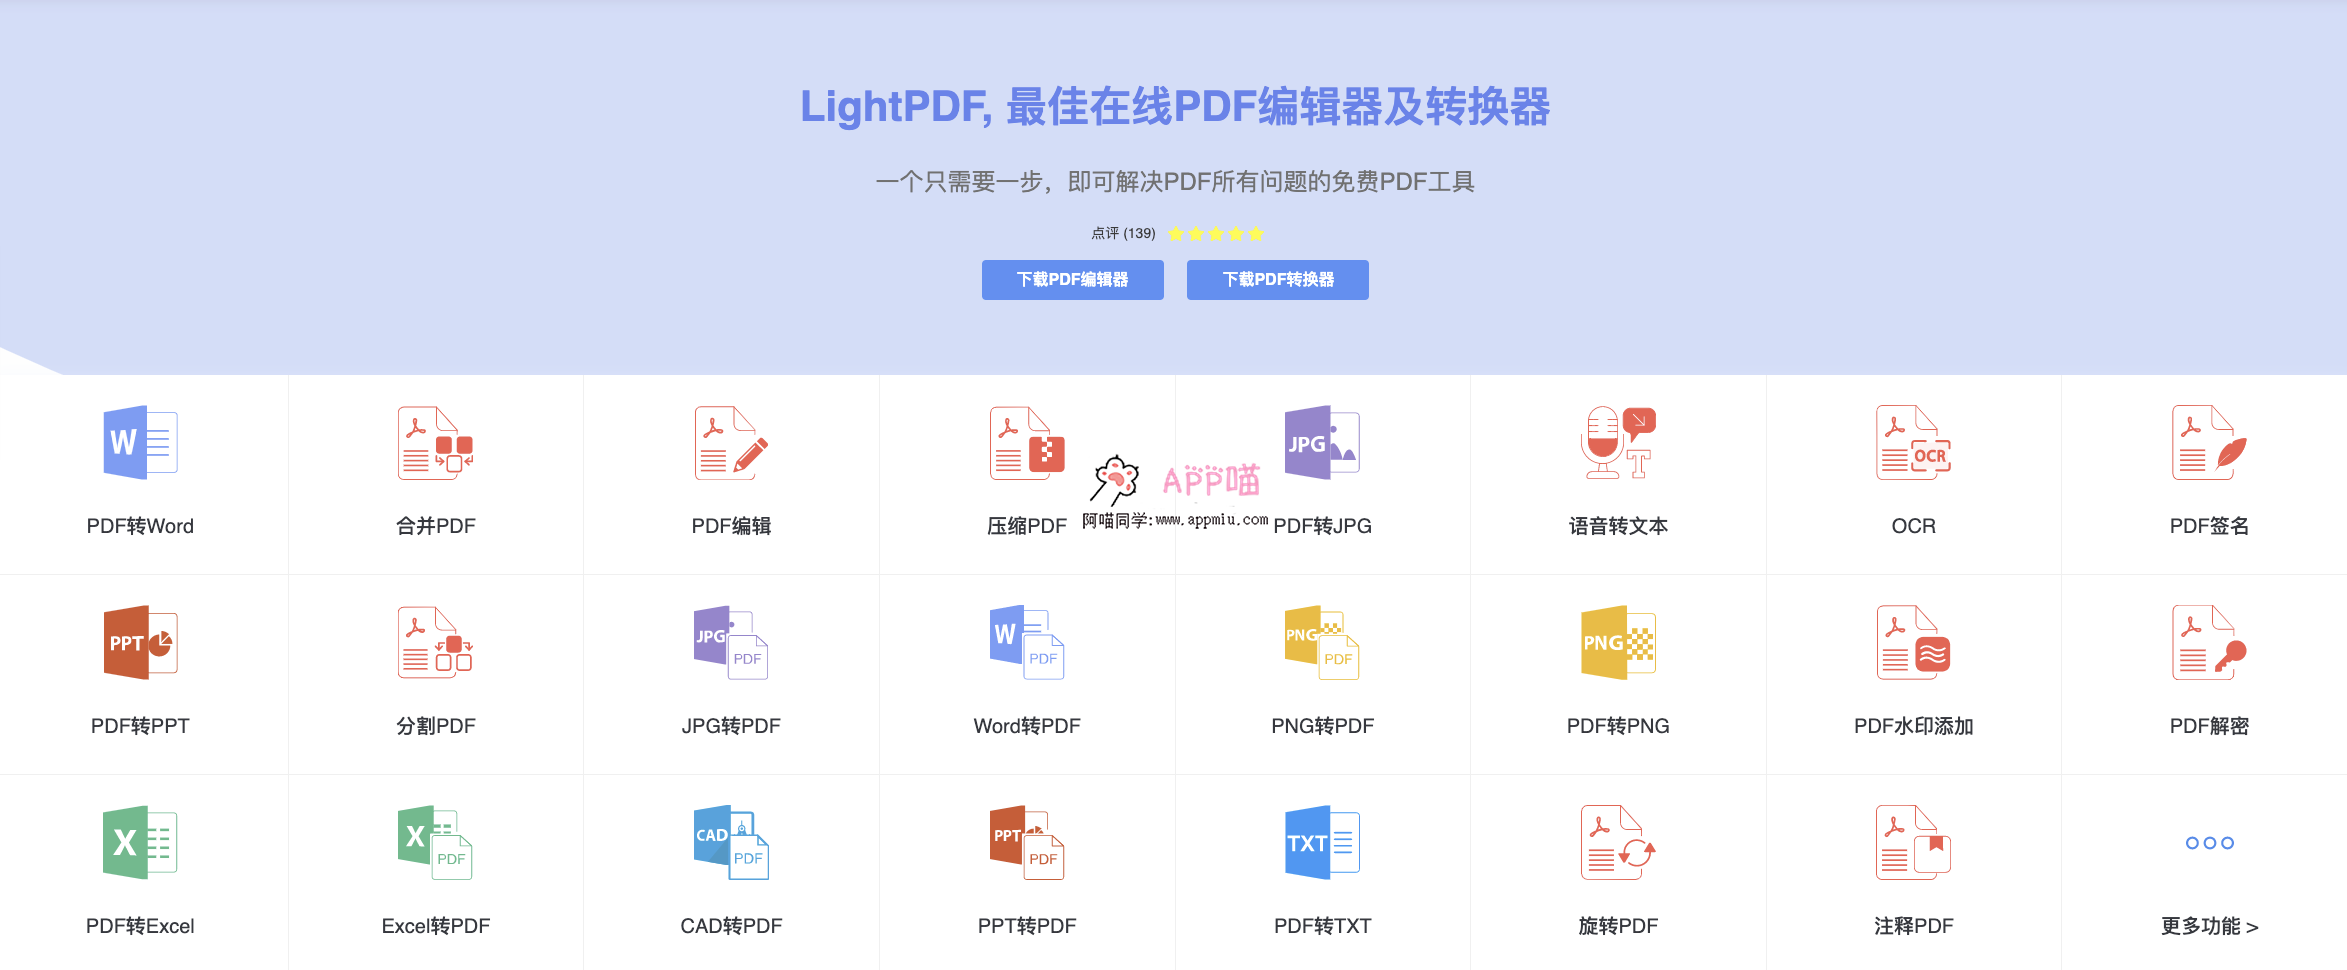 LightPDF, 最佳在线PDF编辑器及转换器
一个只需要一步，即可解决PDF所有问题的免费PDF工具
点评 (139)
下载PDF编辑器
下载PDF转换器
W
JPG
OCR
APP喵
阿喵同学:www.appmiu.com
PDF转Word
合并PDF
PDF编辑
压缩PDF
PDF转JPG
语音转文本
OCR
PDF签名
PPT
JPG
PDF
W
PDF
PNG
PDF
PNG
PDF转PPT
分割PDF
JPG转PDF
Word转PDF
PNG转PDF
PDF转PNG
PDF水印添加
PDF解密
X
X
PDF
CAD
PDF
PPT
PDF
TXT
PDF转Excel
Excel转PDF
CAD转PDF
PPT转PDF
PDF转TXT
旋转PDF
注释PDF
更多功能 >